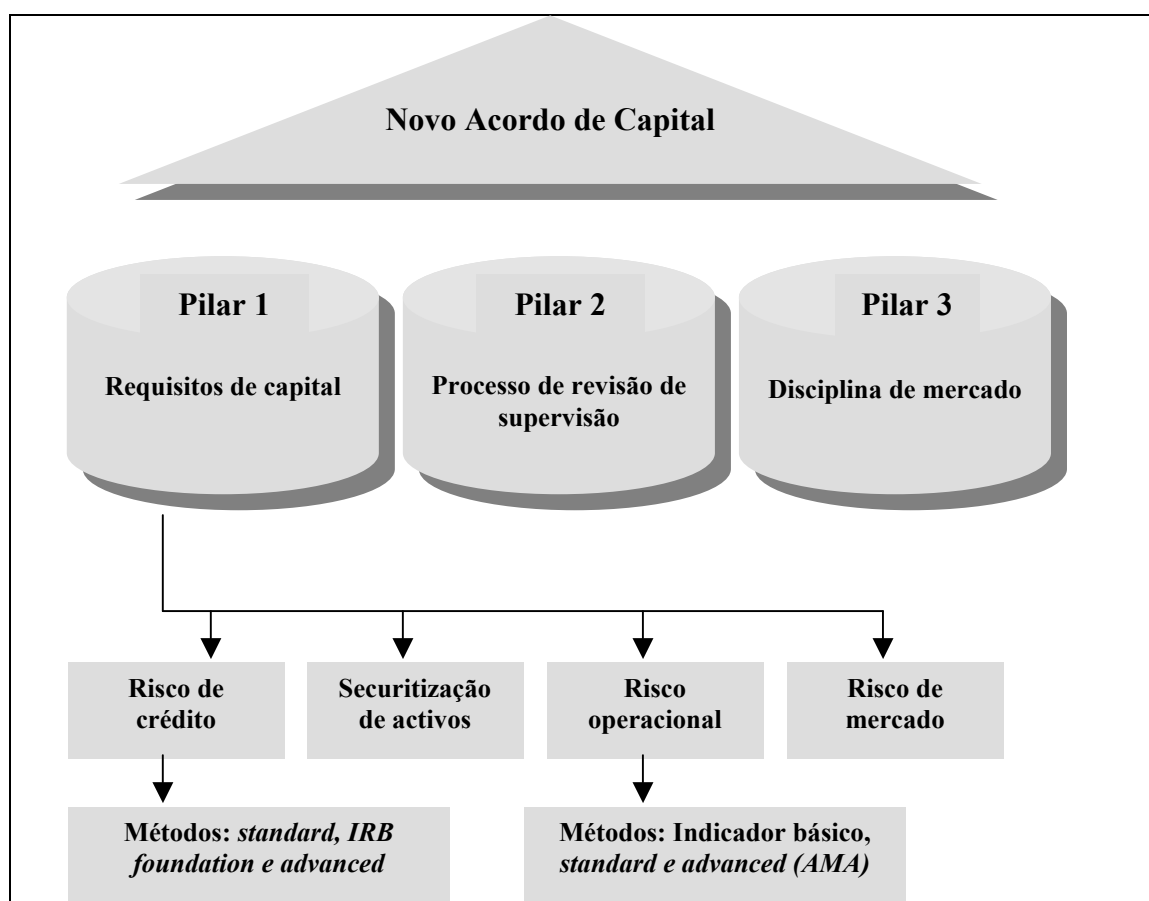 Novo Acordo de Capital
Pilar 1
Requisitos de capital
Pilar 2
Processo de revisão de
supervisão
Pilar 3
Disciplina de mercado
Risco de
crédito
Securitização
de activos
Risco
operacional
Risco de
mercado
Métodos: standard, IRB
foundation e advanced
Métodos: Indicador básico,
standard e advanced (AMA)